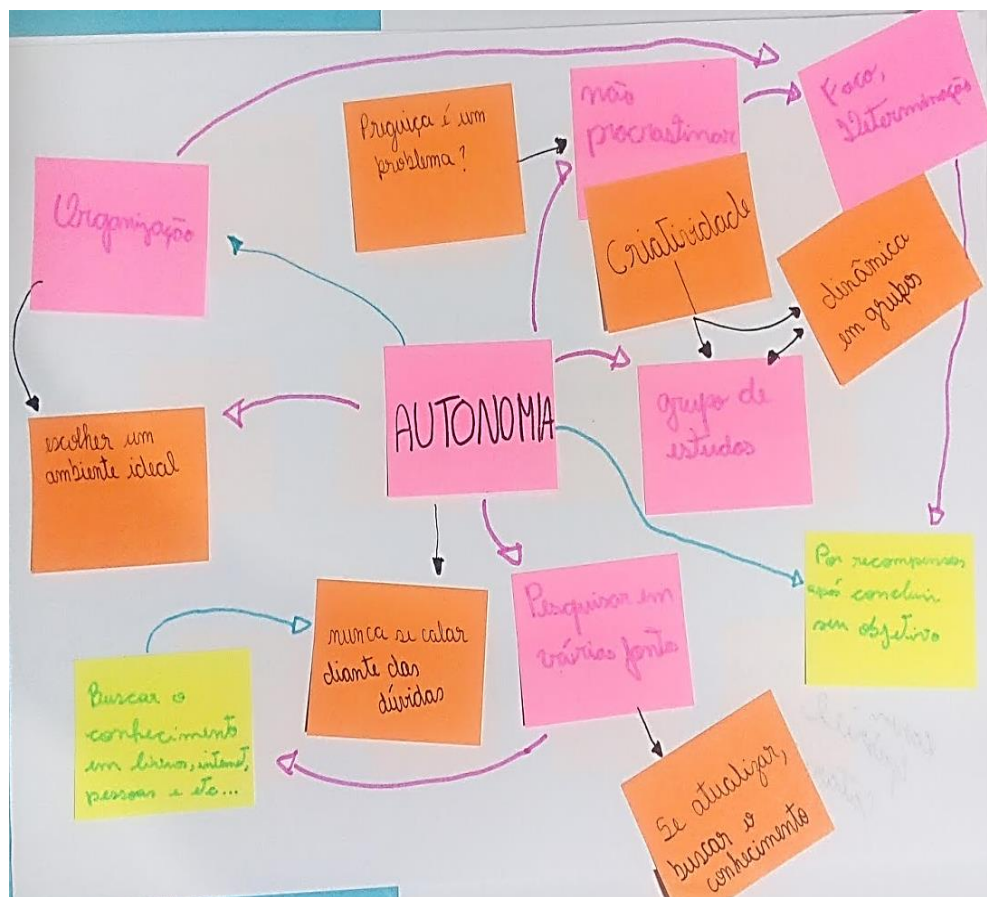 Preguiça é um
problema?
não
procrastinar
Foco,
Determinação
Organização
Criatividade
dinâmica
em grupos
AUTONOMIA
grupo de
estudos
escolher um
ambiente ideal
Por recompensas
após concluir
seu objetivo
nunca se calar
diante das
dúvidas
Pesquisar em
várias fontes
Buscar o
conhecimento
em livros, internet,
pessoas e etc...
Se atualizar,
buscar o
conhecimento